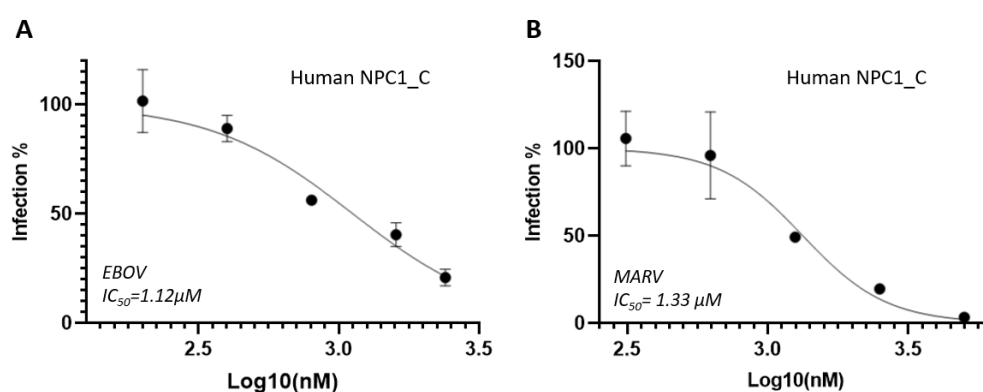 A
Human NPC1_C
Infection %
100
50
0
EBOV
IC50=1.12µM
2.5
3.0
3.5
Log10(nM)
B
Human NPC1_C
Infection %
150
100
50
0
MARV
IC50= 1.33 µM
2.5
3.0
3.5
Log10(nM)